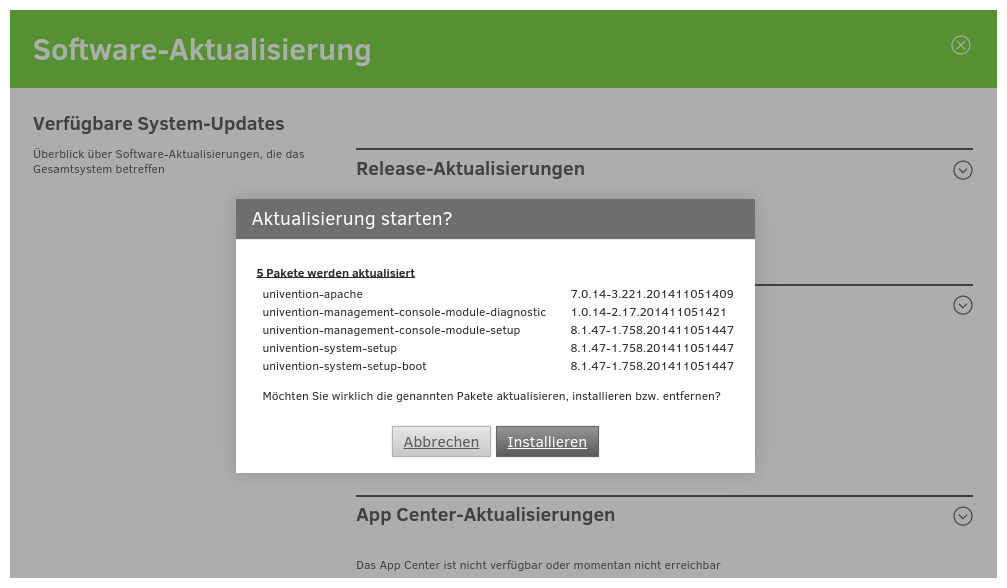 Software-Aktualisierung
Verfügbare System-Updates
Überblick über Software-Aktualisierungen, die das
Gesamtsystem betreffen
Release-Aktualisierungen
Aktualisierung starten?
5 Pakete werden aktualisiert
univention-apache 7.0.14-3.221.201411051409
univention-management-console-module-diagnostic 1.0.14-2.17.201411051421
univention-management-console-module-setup 8.1.47-1.758.201411051447
univention-system-setup 8.1.47-1.758.201411051447
univention-system-setup-boot 8.1.47-1.758.201411051447
Möchten Sie wirklich die genannten Pakete aktualisieren, installieren bzw. entfernen?
Abbrechen Installieren
App Center-Aktualisierungen
Das App Center ist nicht verfügbar oder momentan nicht erreichbar